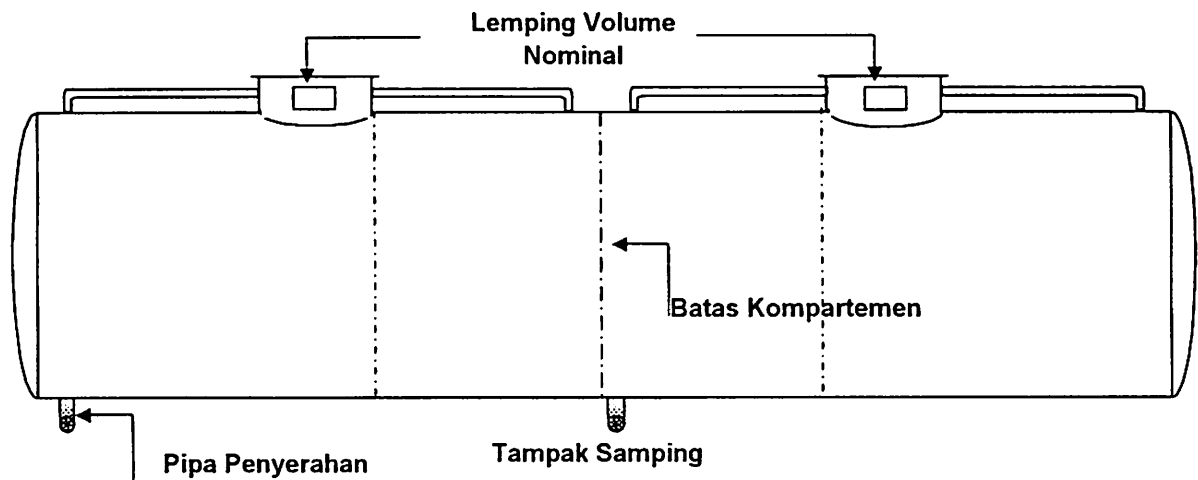 Lemping Volume
Nominal
Batas Kompartemen
Tampak Samping
Pipa Penyerahan